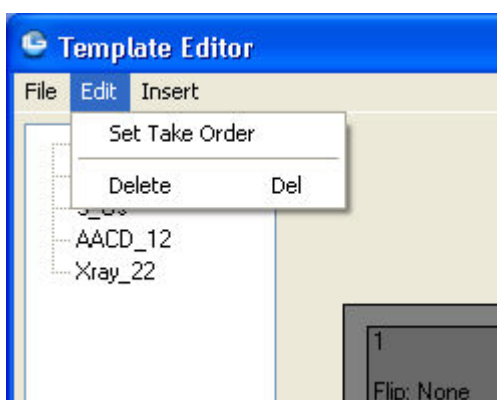 Template Editor
File Edit Insert
Set Take Order
Delete Del
AACD_12
Xray_22
1
Flip: None